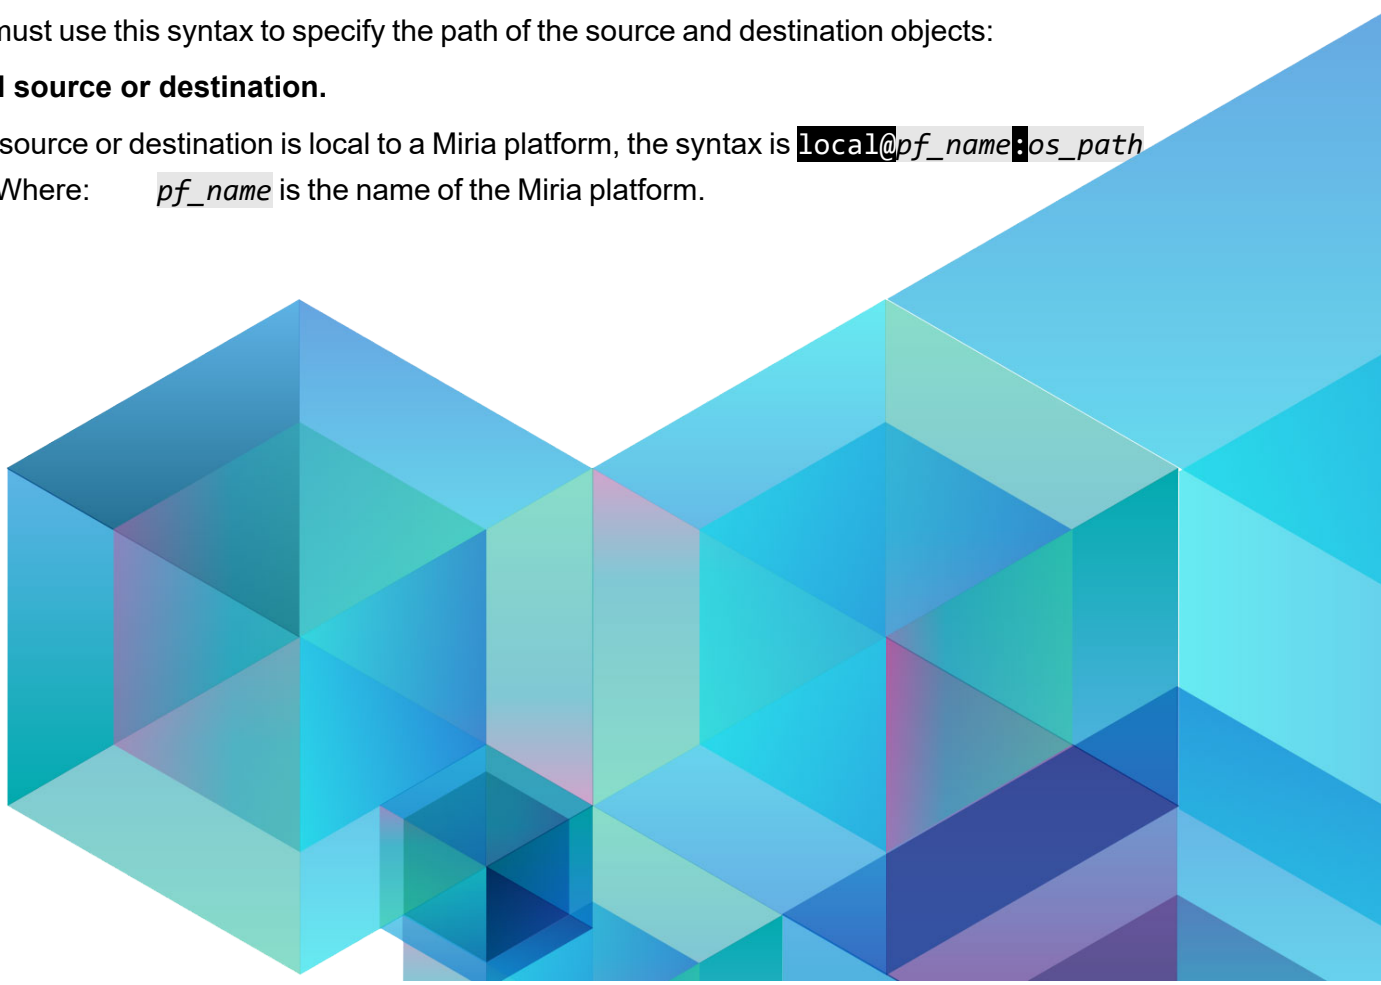 must use this syntax to specify the path of the source and destination objects:
source or destination.
source or destination is local to a Miria platform, the syntax is local@pf_name:os_path
Where: pf_name is the name of the Miria platform.